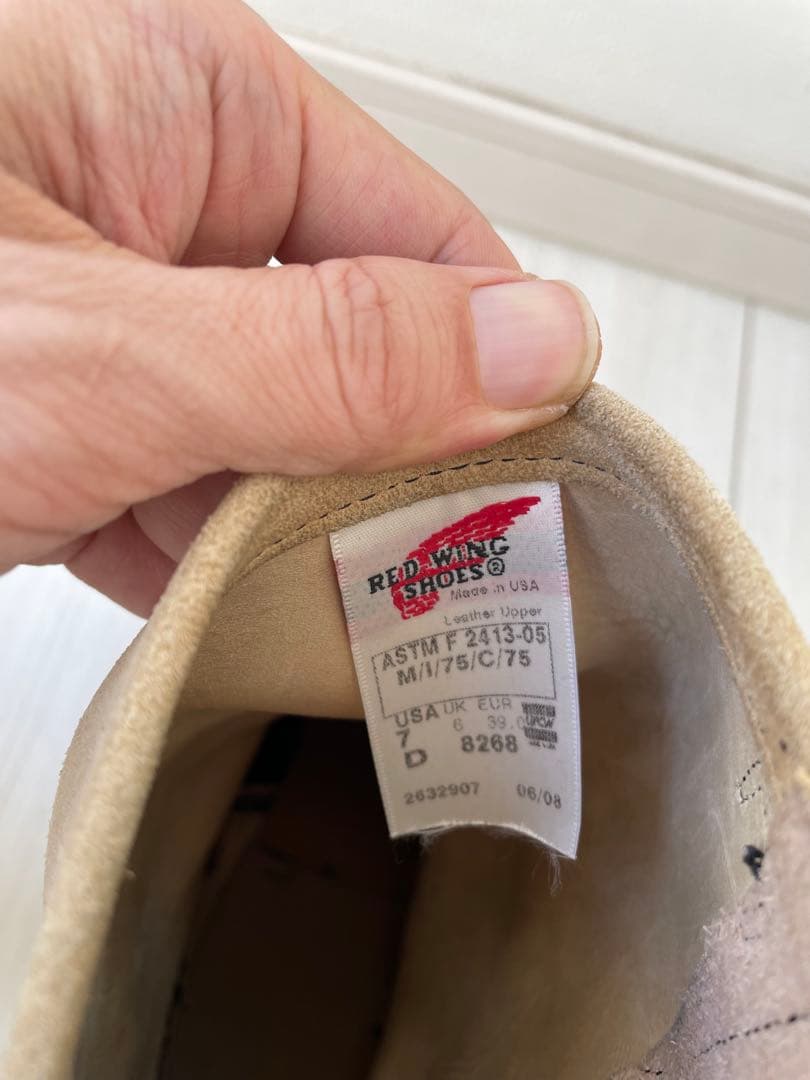 RED WING
SHOES®
Made in USA
Leather Upper
ASTM F 2413-05
M/I/75/C/75
USA UK EUR
7 6 39.0
D 8268
2632907 06/08